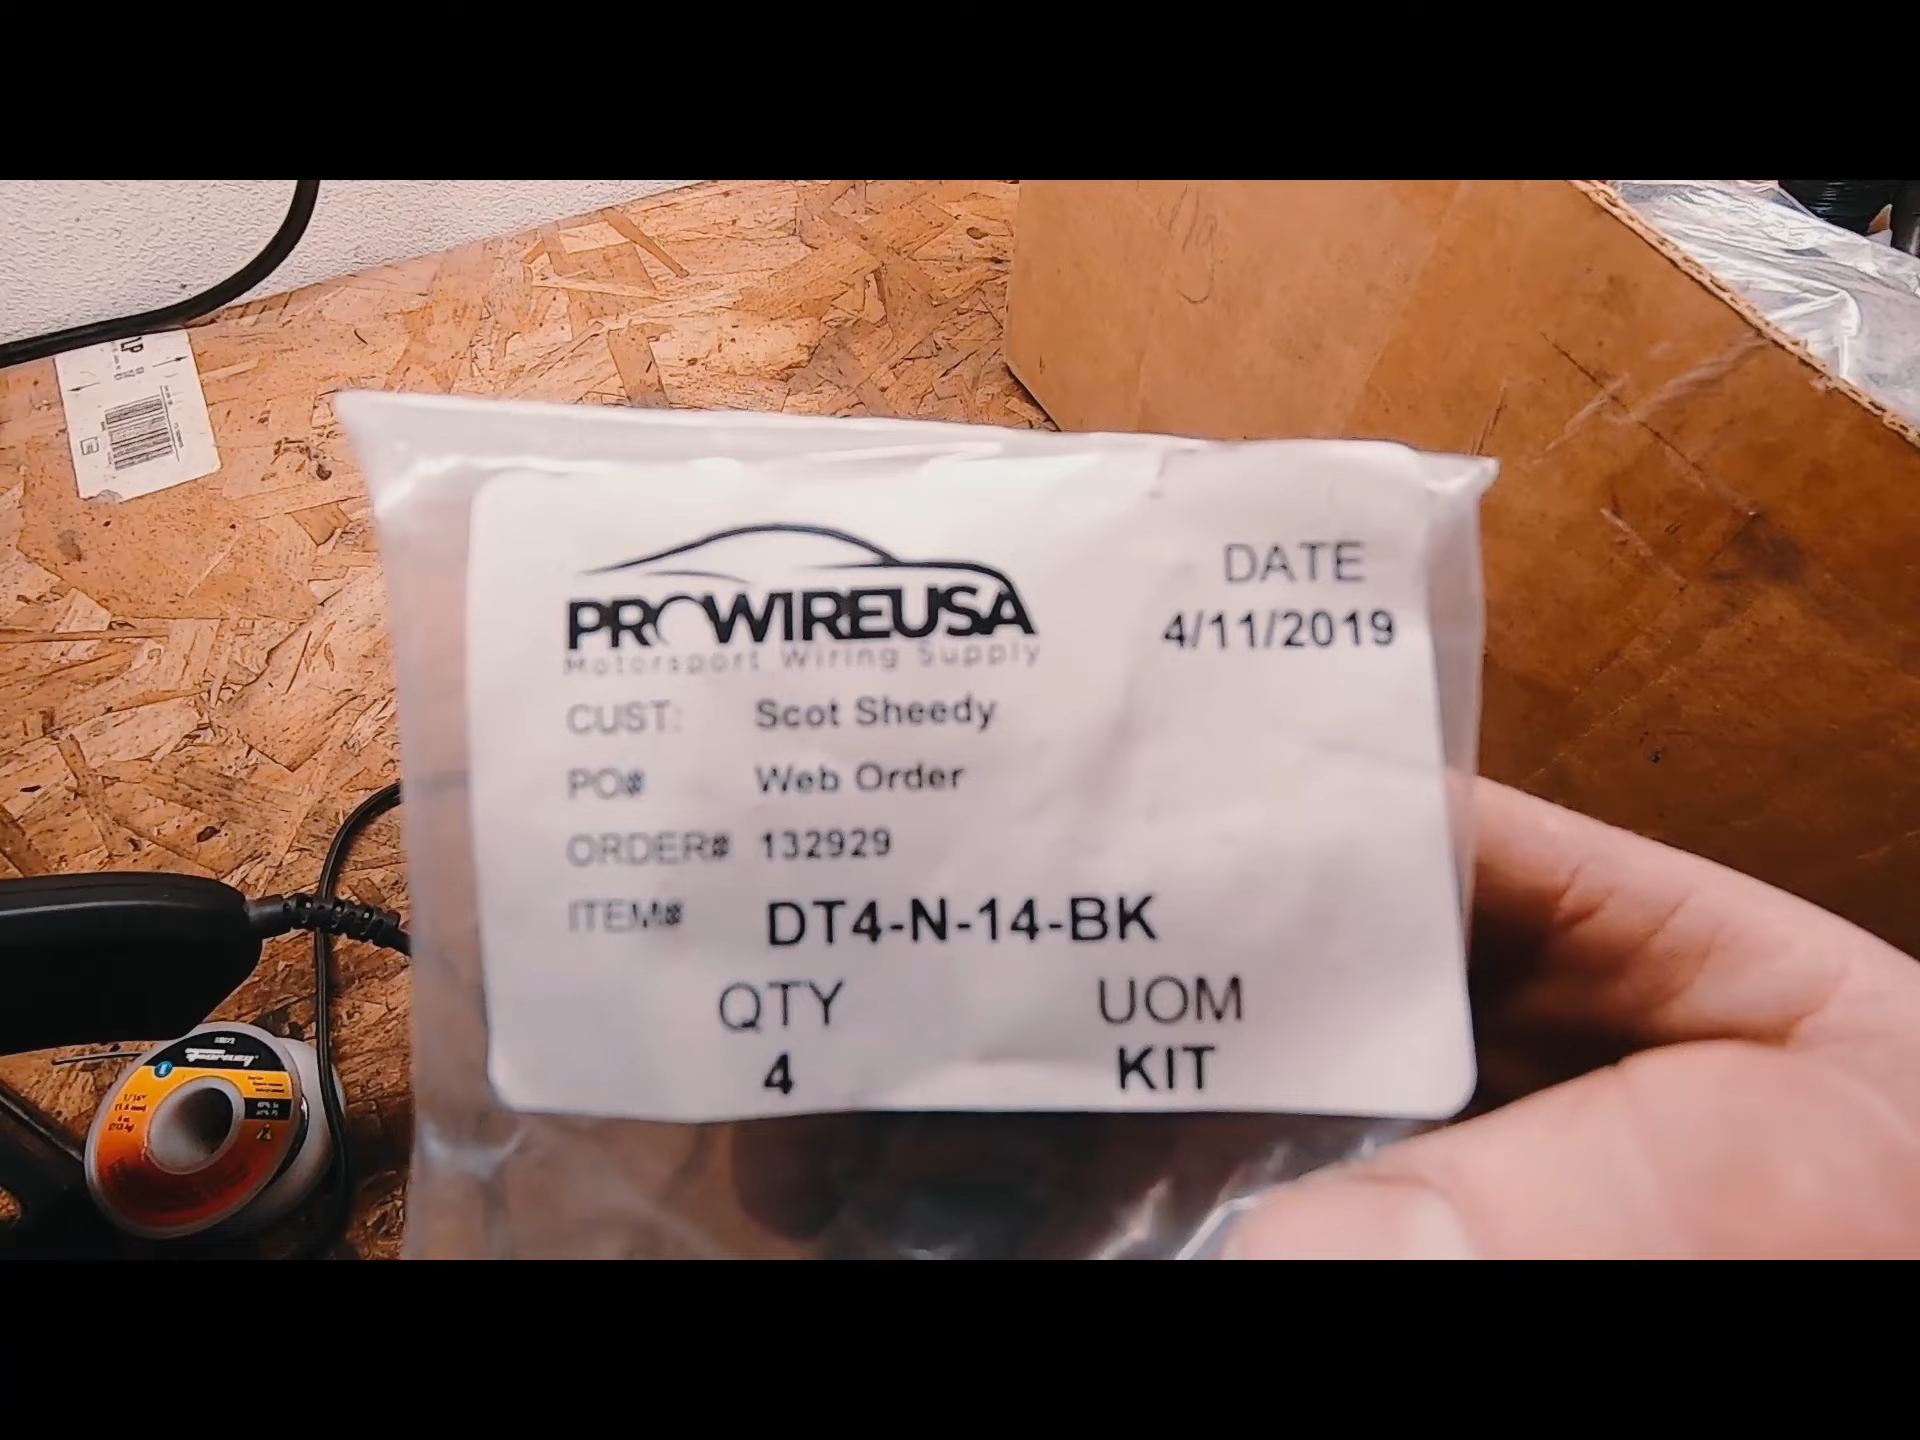 PROWIREUSA
Motorsport Wiring Supply
DATE
4/11/2019
CUST: Scot Sheedy
PO# Web Order
ORDER# 132929
ITEM# DT4-N-14-BK
QTY UOM
4 KIT